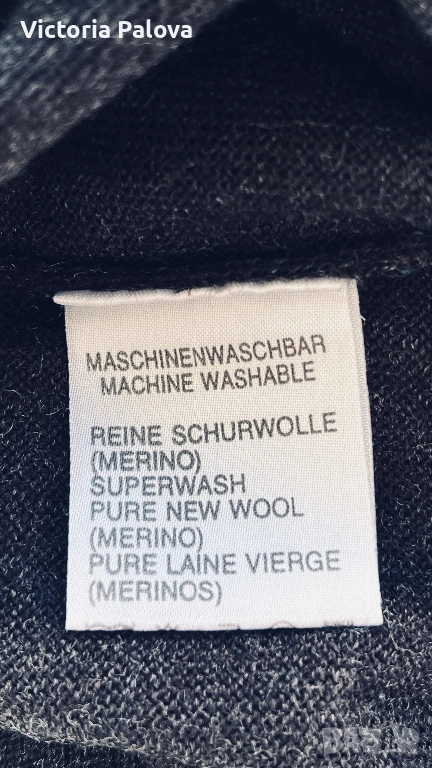 Victoria Palova
MASCHINENWASCHBAR
MACHINE WASHABLE
REINE SCHURWOLLE
(MERINO)
SUPERWASH
PURE NEW WOOL
(MERINO)
PURE LAINE VIERGE
(MERINOS)